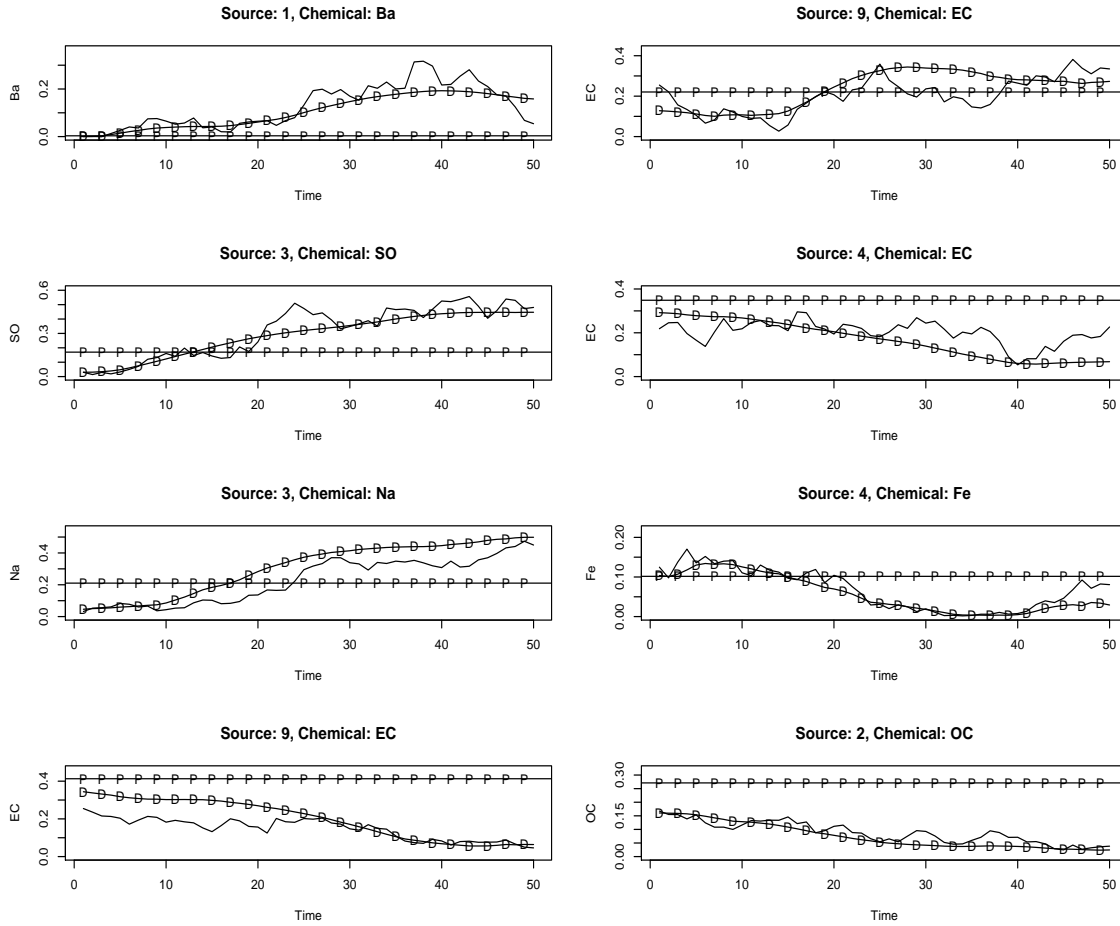 Source: 1, Chemical: Ba
Ba
0.0 0.2
0 10 20 30 40 50
Time
Source: 9, Chemical: EC
EC
0.0 0.2 0.4
0 10 20 30 40 50
Time
Source: 3, Chemical: SO
SO
0.0 0.3 0.6
0 10 20 30 40 50
Time
Source: 4, Chemical: EC
EC
0.0 0.2 0.4
0 10 20 30 40 50
Time
Source: 3, Chemical: Na
Na
0.0 0.2 0.4
0 10 20 30 40 50
Time
Source: 4, Chemical: Fe
Fe
0.00 0.10 0.20
0 10 20 30 40 50
Time
Source: 9, Chemical: EC
EC
0.0 0.2 0.4
0 10 20 30 40 50
Time
Source: 2, Chemical: OC
OC
0.00 0.15 0.30
0 10 20 30 40 50
Time